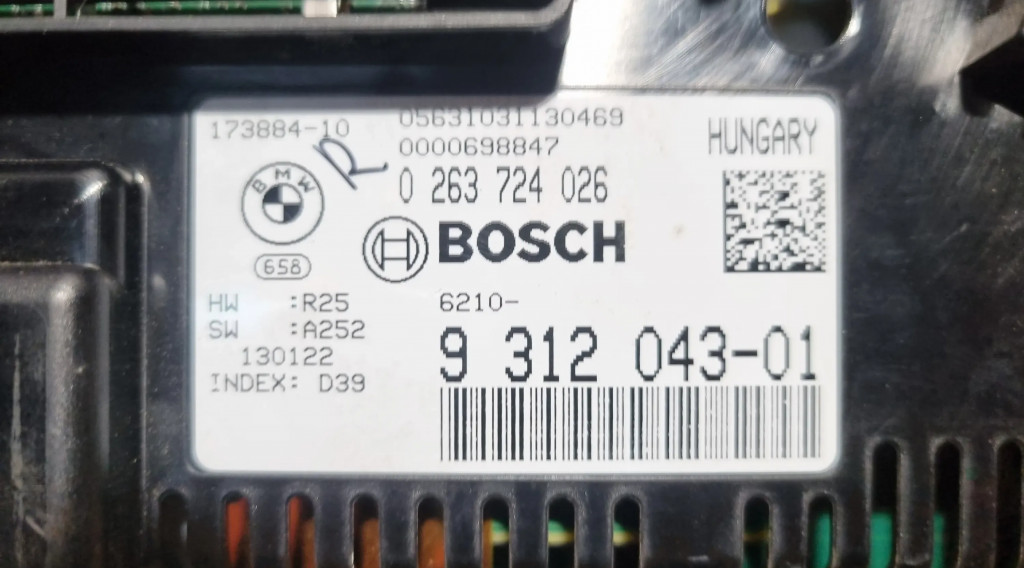 173884-10
R
05631031130469
0000698847
0 263 724 026
HUNGARY
BMW
658
BOSCH
HW :R25
SW :A252
130122
INDEX: D39
6210-
9 312 043-01